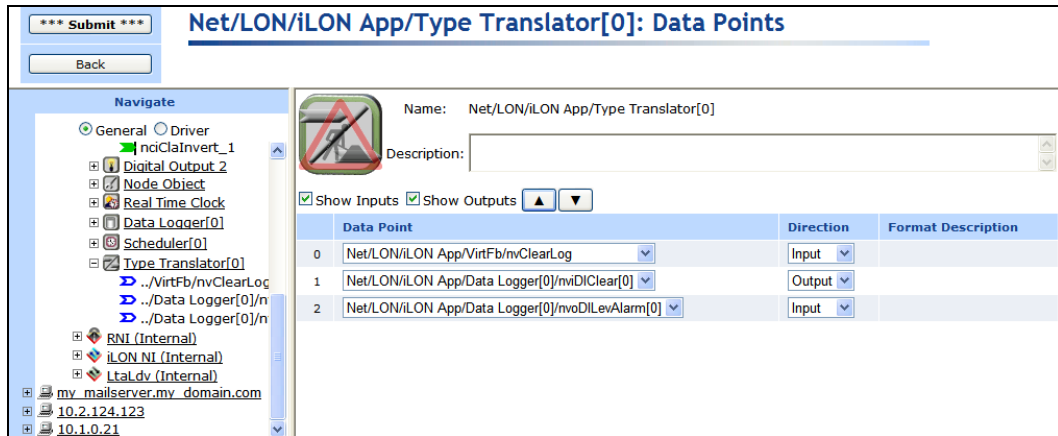 *** Submit ***
Net/LON/iLON App/Type Translator[0]: Data Points
Back
Navigate
General Driver
nciClaInvert_1
Digital Output 2
Node Object
Real Time Clock
Data Logger[0]
Scheduler[0]
Type Translator[0]
../VirtFb/nvClearLog
../Data Logger[0]/n
../Data Logger[0]/n
RNI (Internal)
iLON NI (Internal)
LtaLdv (Internal)
my_mailserver.my_domain.com
10.2.124.123
10.1.0.21
Name: Net/LON/iLON App/Type Translator[0]
Description:
Show Inputs Show Outputs ▲ ▼
Data Point Direction Format Description
0 Net/LON/iLON App/VirtFb/nvClearLog Input
1 Net/LON/iLON App/Data Logger[0]/nviDlClear[0] Output
2 Net/LON/iLON App/Data Logger[0]/nvoDlLevAlarm[0] Input